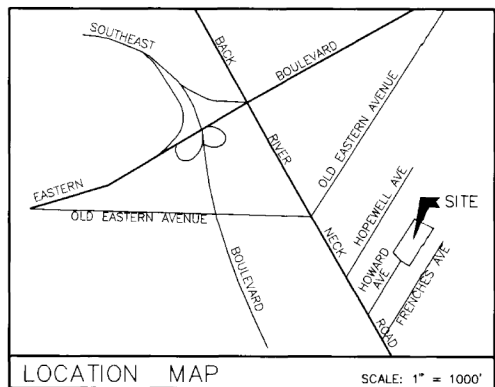 SOUTHEAST
BACK
BOULEVARD
RIVER
OLD EASTERN AVENUE
EASTERN
OLD EASTERN AVENUE
HOPEWELL AVE
SITE
NECK
HOWARD AVE
FRENCHES AVE
BOULEVARD
ROAD
LOCATION MAP
SCALE: 1" = 1000'